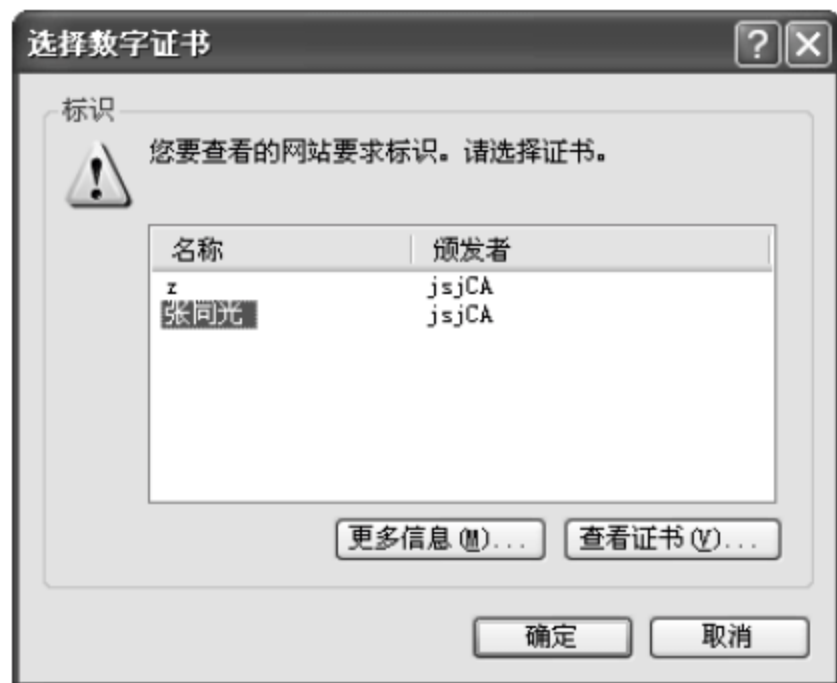 选择数字证书
标识
您要查看的网站要求标识。请选择证书。
名称 颁发者
z jsjCA
张同光 jsjCA
更多信息(M)... 查看证书(V)...
确定 取消